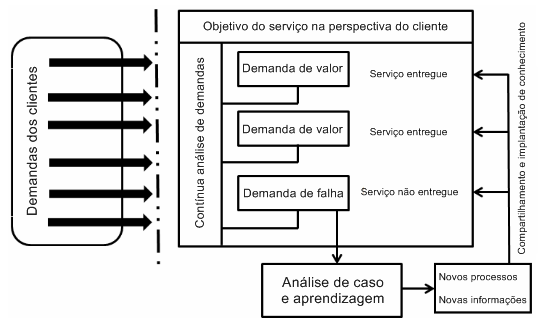 Objetivo do serviço na perspectiva do cliente
Demandas dos clientes
Contínua análise de demandas
Demanda de valor
Serviço entregue
Demanda de valor
Serviço entregue
Demanda de falha
Serviço não entregue
Compartilhamento e implantação de conhecimento
Análise de caso
e aprendizagem
Novos processos
Novas informações